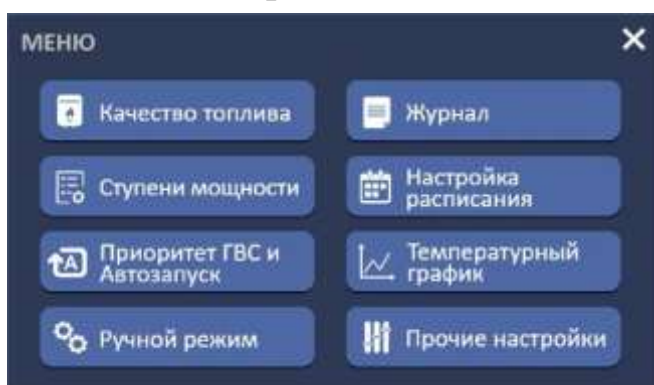 МЕНЮ
Качество топлива
Журнал
Ступени мощности
Настройка
расписания
Приоритет ГВС и
Автозапуск
Температурный
график
Ручной режим
Прочие настройки